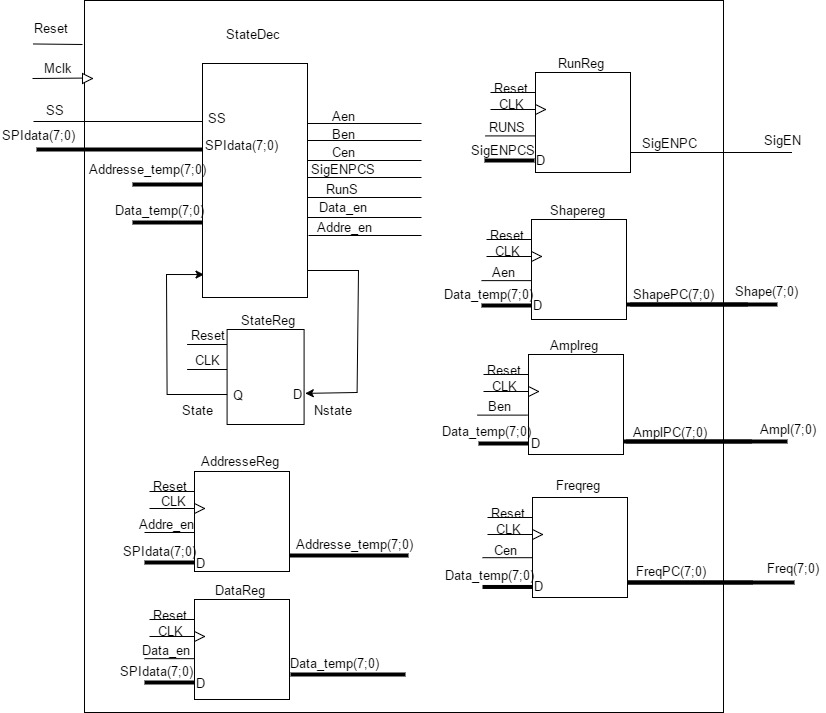 Reset
Mclk
SS
SPIdata(7;0)
StateDec
SS
SPIdata(7;0)
Addresse_temp(7;0)
Data_temp(7;0)
Aen
Ben
Cen
SigENPCS
RunS
Data_en
Addre_en
StateReg
Reset
CLK
Q
D
State
Nstate
AddresseReg
Reset
CLK
Addre_en
SPIdata(7;0)
D
Addresse_temp(7;0)
DataReg
Reset
CLK
Data_en
SPIdata(7;0)
D
Data_temp(7;0)
RunReg
Reset
CLK
RUNS
SigENPCS
D
SigENPC
SigEN
Shapereg
Reset
CLK
Aen
Data_temp(7;0)
D
ShapePC(7;0)
Shape(7;0)
Amplreg
Reset
CLK
Ben
Data_temp(7;0)
D
AmplPC(7;0)
Ampl(7;0)
Freqreg
Reset
CLK
Cen
Data_temp(7;0)
D
FreqPC(7;0)
Freq(7;0)